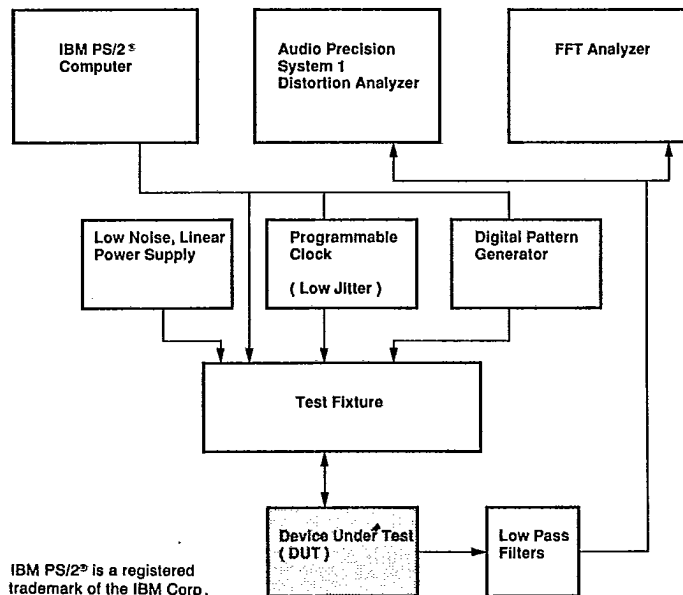 IBM PS/2®
Computer
Audio Precision
System 1
Distortion Analyzer
FFT Analyzer
Low Noise, Linear
Power Supply
Programmable
Clock
( Low Jitter )
Digital Pattern
Generator
Test Fixture
Device Under Test
( DUT )
Low Pass
Filters
IBM PS/2® is a registered
trademark of the IBM Corp.